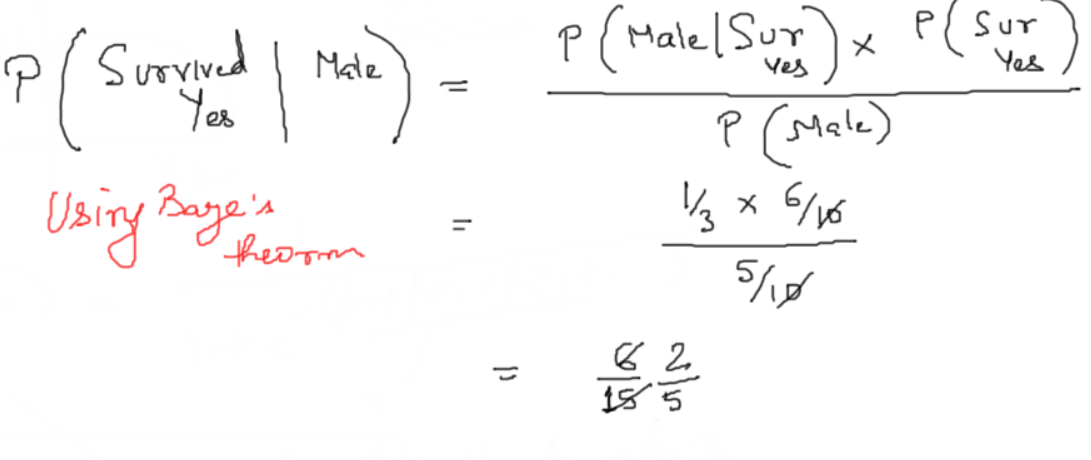 P ( Survived Yes | Male ) = P ( Male | Sur Yes ) × P ( Sur Yes ) / P ( Male )
Using Baye's theorm
= 1/3 × 6/10 / 5/10
= 6/15 2/5